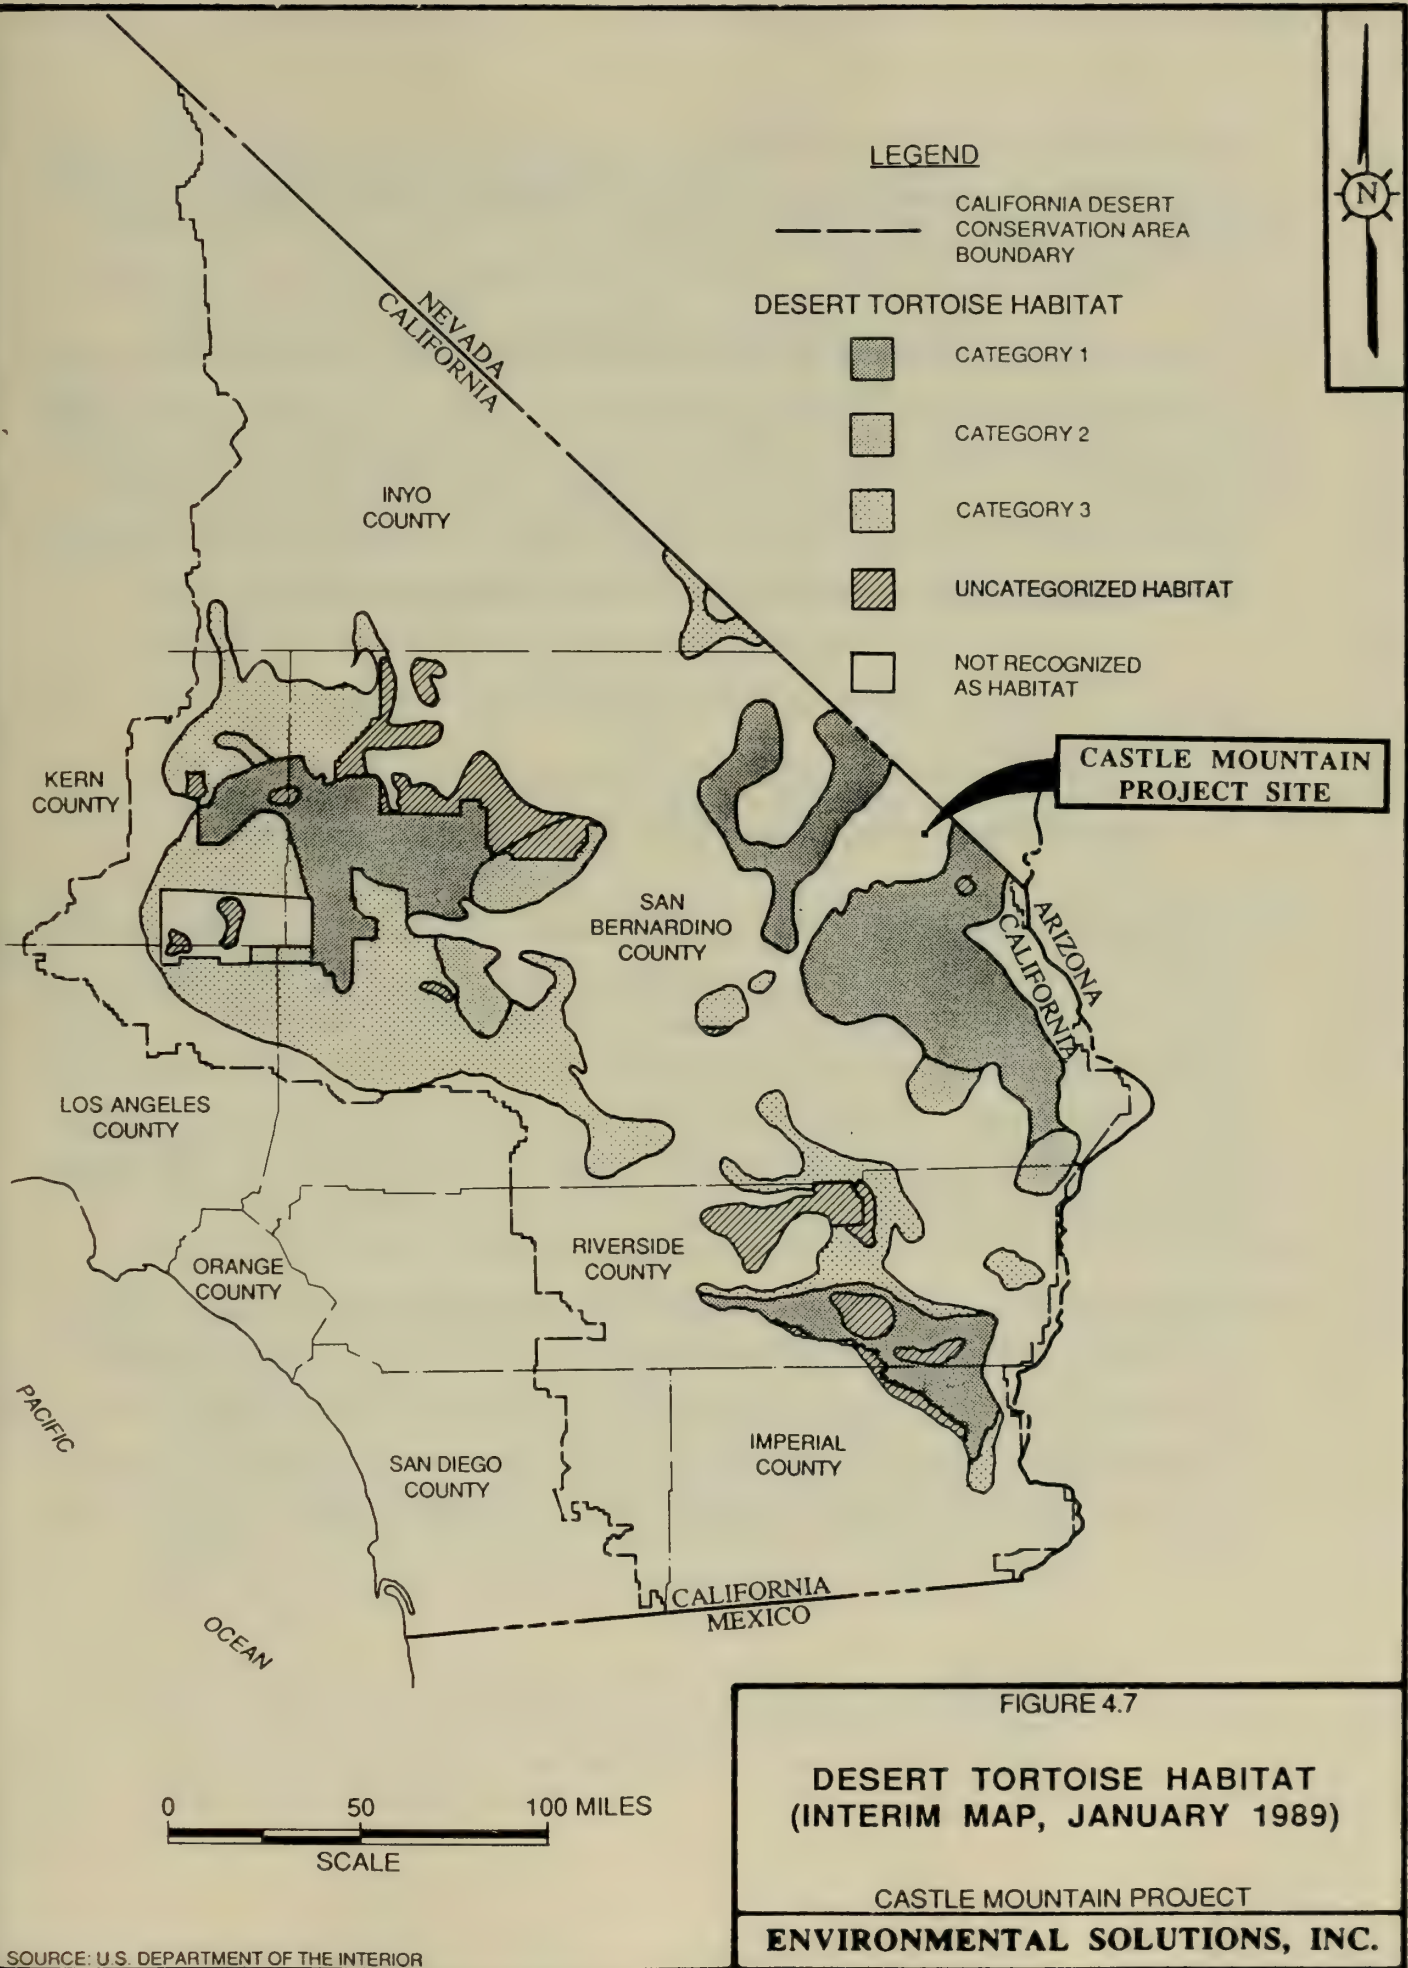 LEGEND
CALIFORNIA DESERT
CONSERVATION AREA
BOUNDARY
DESERT TORTOISE HABITAT
CATEGORY 1
CATEGORY 2
CATEGORY 3
UNCATEGORIZED HABITAT
NOT RECOGNIZED
AS HABITAT
N
NEVADA
CALIFORNIA
INYO
COUNTY
CASTLE MOUNTAIN
PROJECT SITE
KERN
COUNTY
SAN
BERNARDINO
COUNTY
ARIZONA
CALIFORNIA
LOS ANGELES
COUNTY
ORANGE
COUNTY
RIVERSIDE
COUNTY
PACIFIC
OCEAN
SAN DIEGO
COUNTY
IMPERIAL
COUNTY
CALIFORNIA
MEXICO
0 50 100 MILES
SCALE
FIGURE 4.7
DESERT TORTOISE HABITAT
(INTERIM MAP, JANUARY 1989)
CASTLE MOUNTAIN PROJECT
ENVIRONMENTAL SOLUTIONS, INC.
SOURCE: U.S. DEPARTMENT OF THE INTERIOR